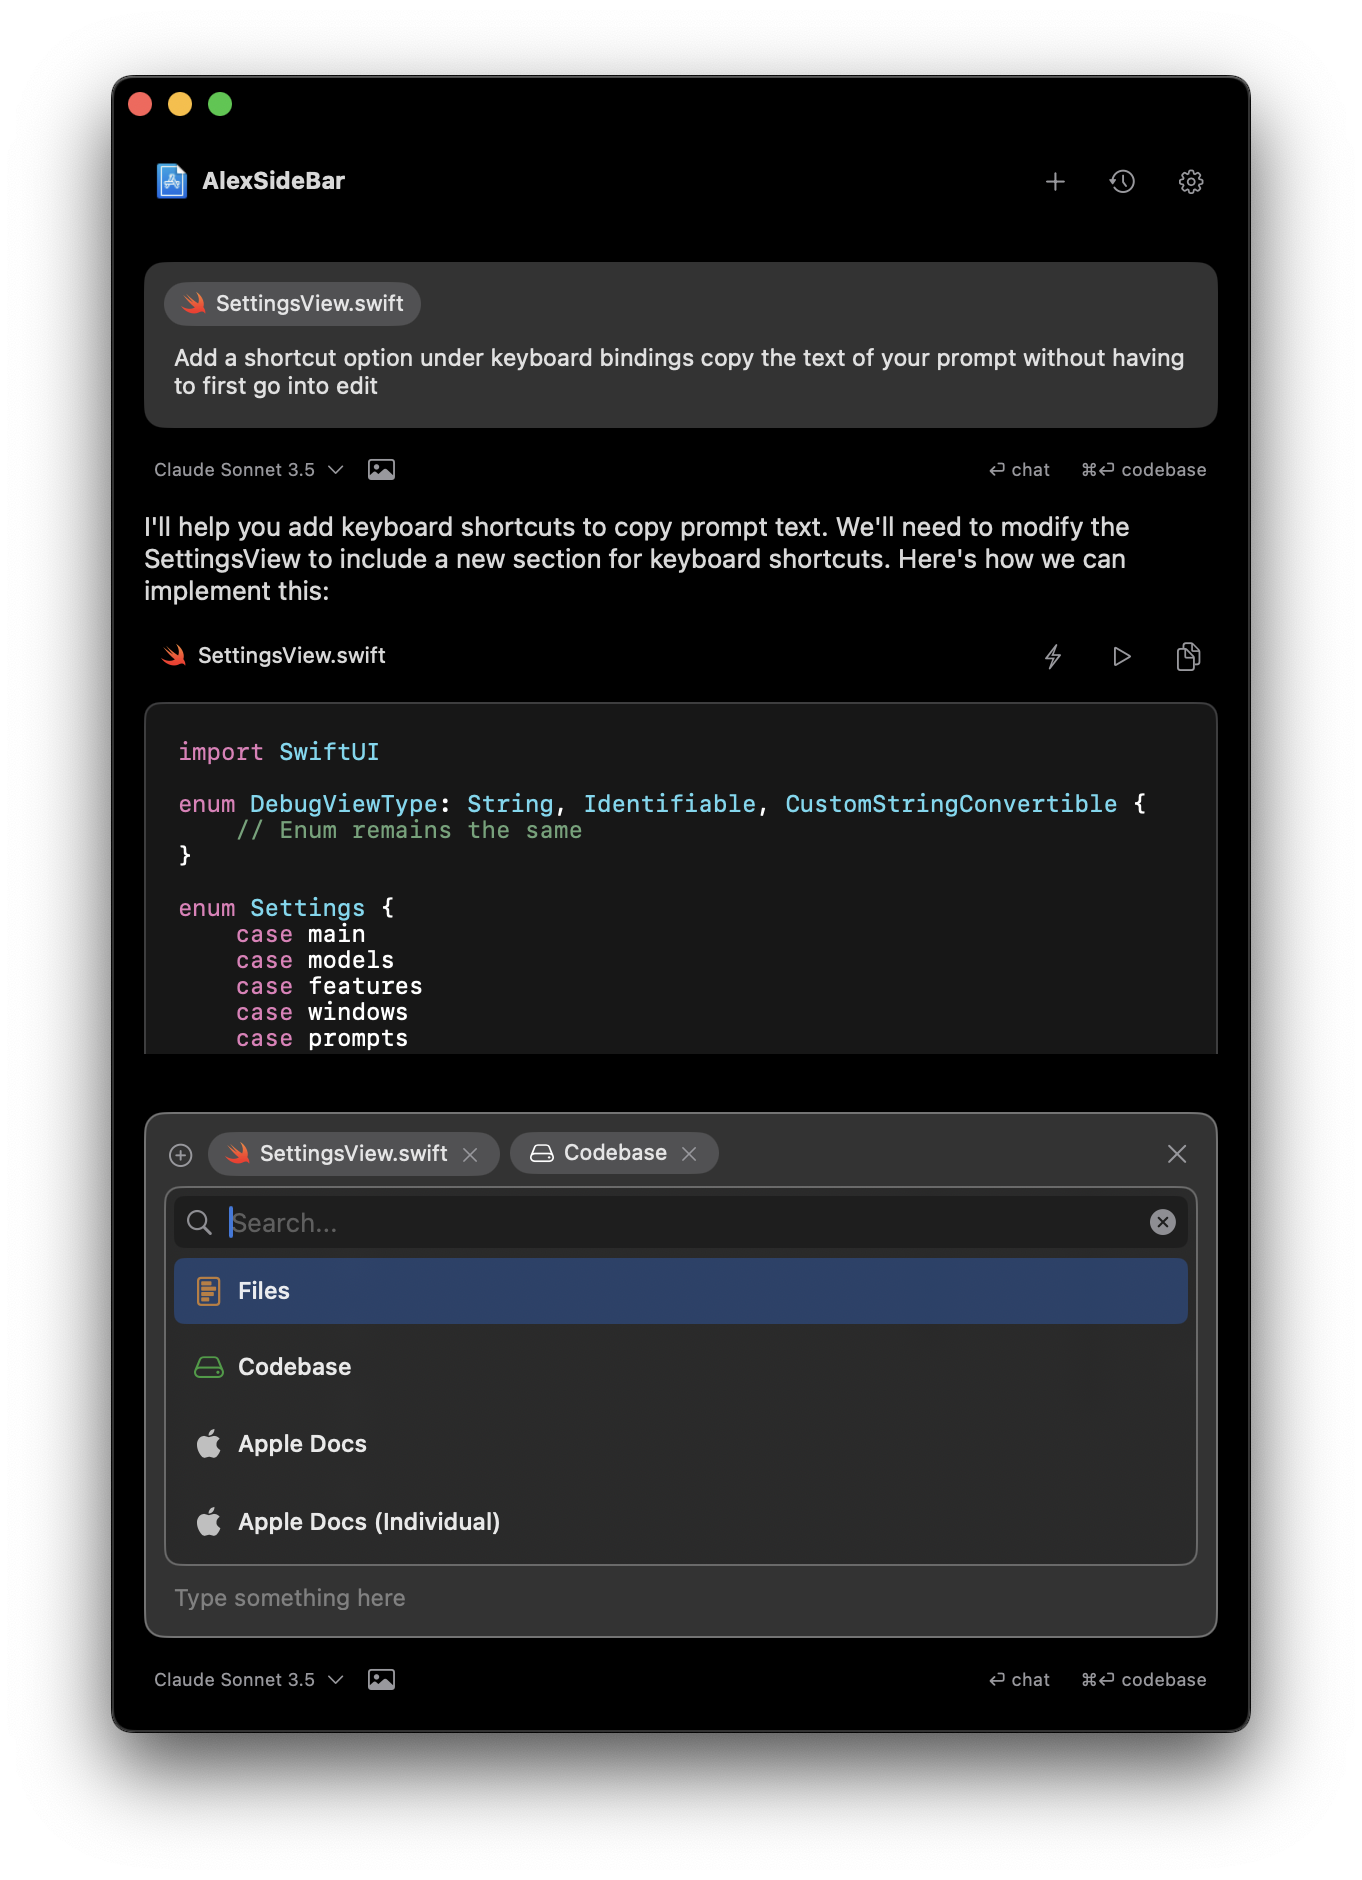 AlexSideBar
SettingsView.swift
Add a shortcut option under keyboard bindings copy the text of your prompt without having
to first go into edit
Claude Sonnet 3.5
⏎ chat ⌘⏎ codebase
I'll help you add keyboard shortcuts to copy prompt text. We'll need to modify the
SettingsView to include a new section for keyboard shortcuts. Here's how we can
implement this:
SettingsView.swift
import SwiftUI
enum DebugViewType: String, Identifiable, CustomStringConvertible {
    // Enum remains the same
}
enum Settings {
    case main
    case models
    case features
    case windows
    case prompts
SettingsView.swift
Codebase
Search...
Files
Codebase
Apple Docs
Apple Docs (Individual)
Type something here
Claude Sonnet 3.5
⏎ chat ⌘⏎ codebase